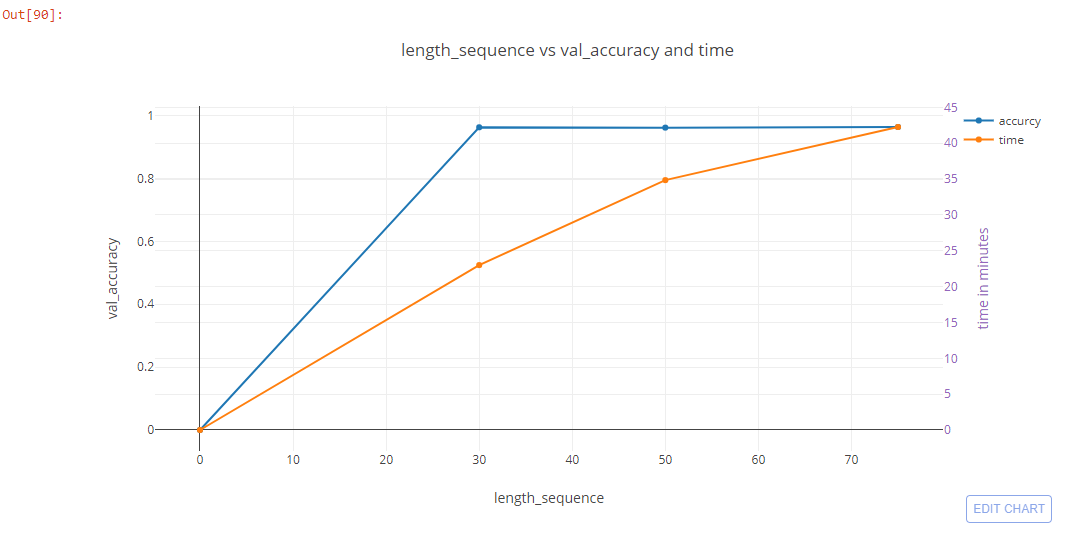 Out[90]:
length_sequence vs val_accuracy and time
1
0.8
0.6
0.4
0.2
0
val_accuracy
0 10 20 30 40 50 60 70
length_sequence
45
40
35
30
25
20
15
10
5
0
time in minutes
accurcy
time
EDIT CHART